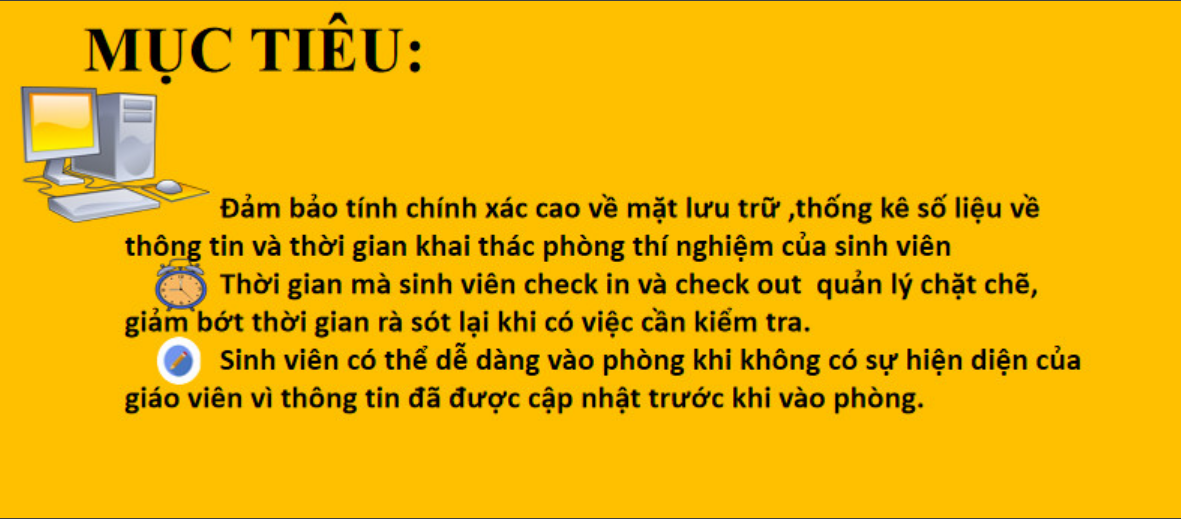 MỤC TIÊU:
Đảm bảo tính chính xác cao về mặt lưu trữ ,thống kê số liệu về
thông tin và thời gian khai thác phòng thí nghiệm của sinh viên
Thời gian mà sinh viên check in và check out quản lý chặt chẽ,
giảm bớt thời gian rà sót lại khi có việc cần kiểm tra.
Sinh viên có thể dễ dàng vào phòng khi không có sự hiện diện của
giáo viên vì thông tin đã được cập nhật trước khi vào phòng.